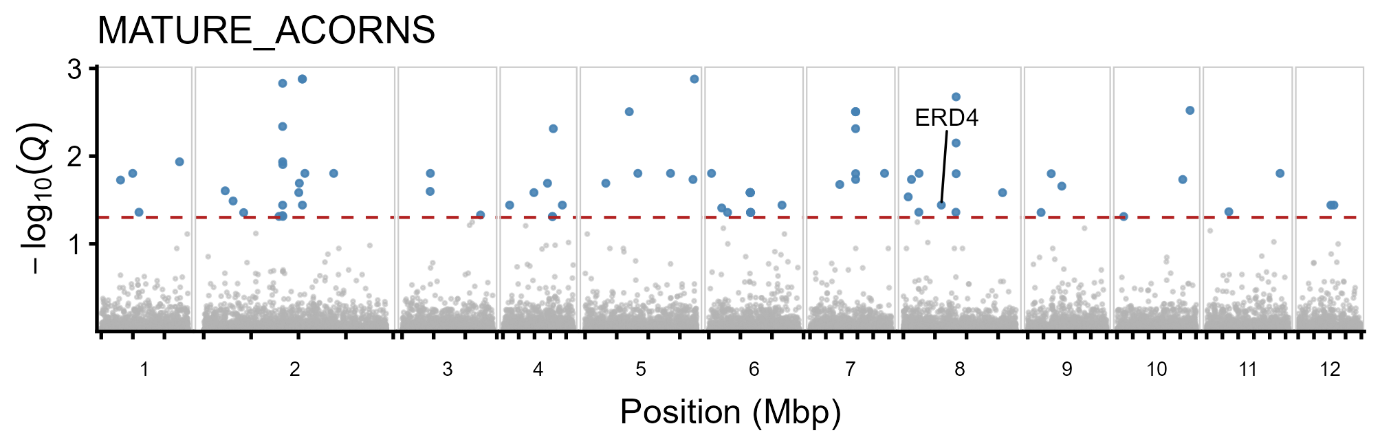 MATURE_ACORNS
3
2
1
−log10(Q)
ERD4
1 2 3 4 5 6 7 8 9 10 11 12
Position (Mbp)